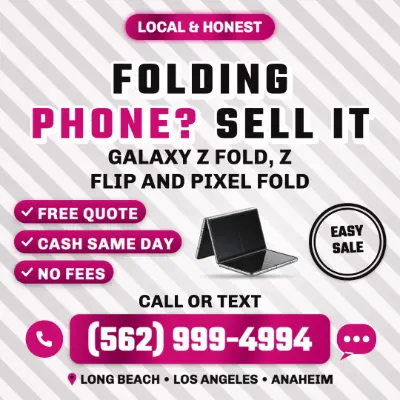 LOCAL & HONEST
FOLDING
PHONE? SELL IT
GALAXY Z FOLD, Z
FLIP AND PIXEL FOLD
FREE QUOTE
CASH SAME DAY
NO FEES
EASY
SALE
CALL OR TEXT
(562) 999-4994
LONG BEACH • LOS ANGELES • ANAHEIM